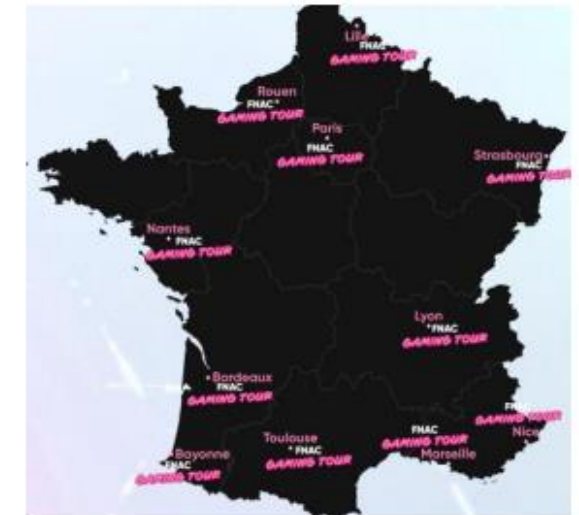 Lille
FNAC
GAMING TOUR
Rouen
FNAC
GAMING TOUR
Paris
FNAC
GAMING TOUR
Strasbourg
FNAC
GAMING TOUR
Nantes
FNAC
GAMING TOUR
Lyon
FNAC
GAMING TOUR
Bordeaux
FNAC
GAMING TOUR
FNAC
GAMING TOUR
Nice
Toulouse
FNAC
GAMING TOUR
FNAC
GAMING TOUR
Marseille
Bayonne
FNAC
GAMING TOUR